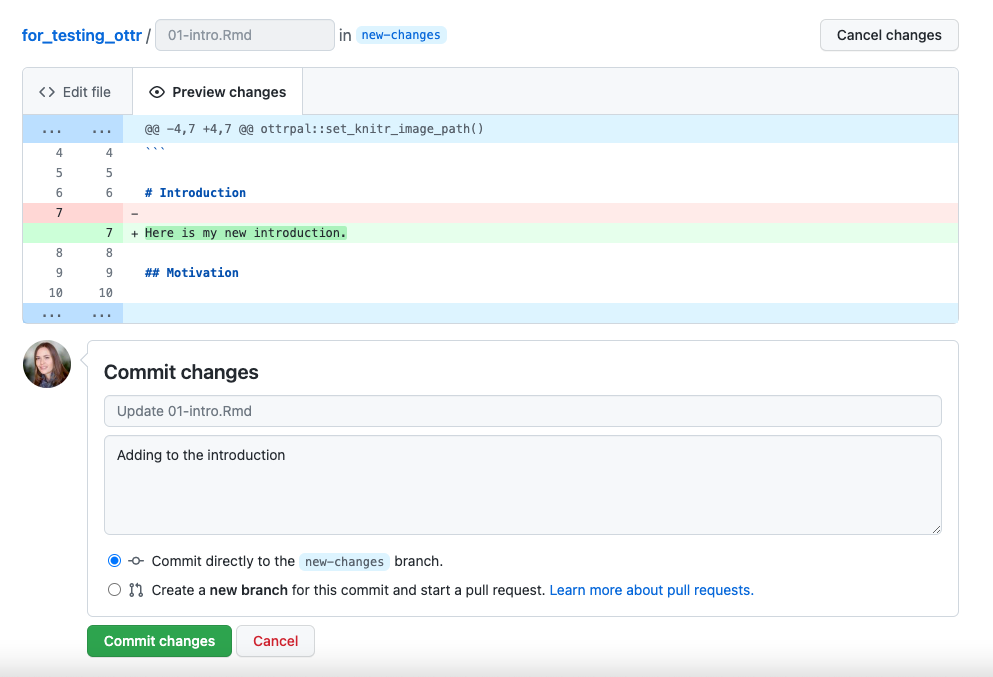 for_testing_ottr / 01-intro.Rmd in new-changes Cancel changes
<> Edit file Preview changes
... ... @@ -4,7 +4,7 @@ ottrpal::set_knitr_image_path()
4 4 ```
5 5
6 6 # Introduction
7 -
7 + Here is my new introduction.
8 8
9 9 ## Motivation
10 10
... ...
Commit changes
Update 01-intro.Rmd
Adding to the introduction
Commit directly to the new-changes branch.
Create a new branch for this commit and start a pull request. Learn more about pull requests.
Commit changes Cancel